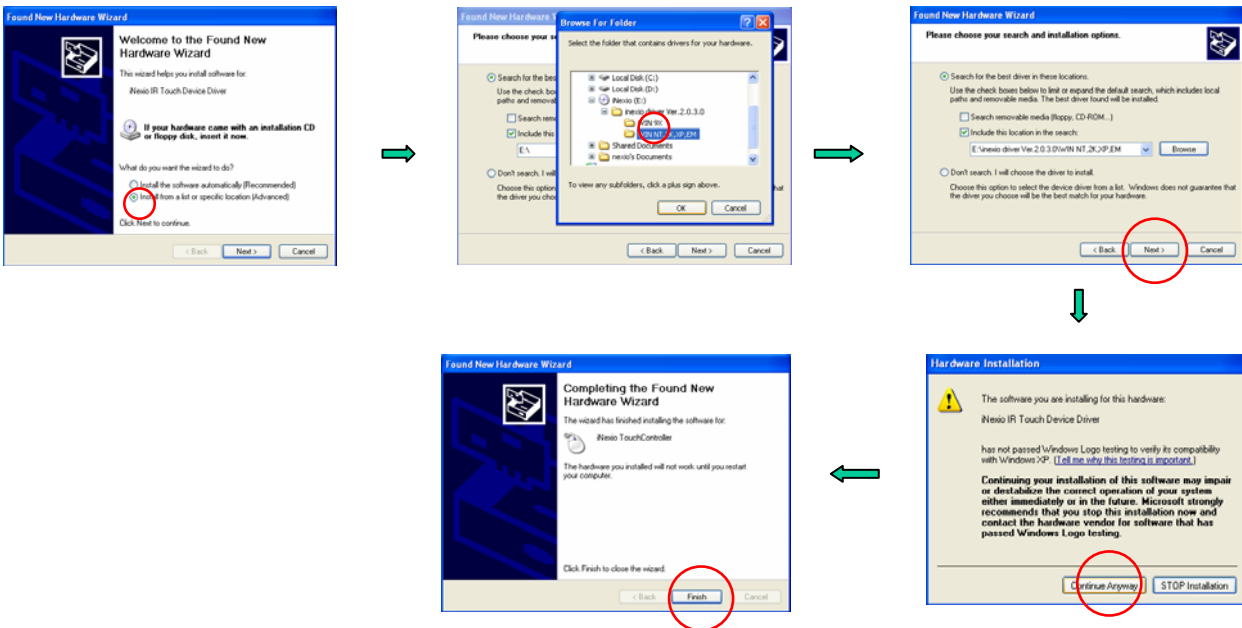 Found New Hardware Wizard
Welcome to the Found New
Hardware Wizard
This wizard helps you install software for:
iNexio IR Touch Device Driver
If your hardware came with an installation CD
or floppy disk, insert it now.
What do you want the wizard to do?
Install the software automatically (Recommended)
Install from a list or specific location (Advanced)
Click Next to continue.
< Back
Next >
Cancel
Found New Hardware
Please choose your se
Search for the bes
Use the check bo
paths and removal
Search remo
Include this
E:\
Don't search. I will
Choose this option
the driver you choo
hat
< Back
Next >
Cancel
Browse For Folder
Select the folder that contains drivers for your hardware.
Local Disk (C:)
Local Disk (D:)
iNexio (E:)
inexio driver Ver.2.0.3.0
WIN 9X
WIN NT,2K,XP,EM
Shared Documents
nexio's Documents
To view any subfolders, click a plus sign above.
OK
Cancel
Found New Hardware Wizard
Please choose your search and installation options.
Search for the best driver in these locations.
Use the check boxes below to limit or expand the default search, which includes local
paths and removable media. The best driver found will be installed.
Search removable media (floppy, CD-ROM...)
Include this location in the search:
E:\inexio driver Ver.2.0.3.0\WIN NT,2K,XP,EM
Browse
Don't search. I will choose the driver to install.
Choose this option to select the device driver from a list. Windows does not guarantee that
the driver you choose will be the best match for your hardware.
< Back
Next >
Cancel
Hardware Installation
The software you are installing for this hardware:
iNexio IR Touch Device Driver
has not passed Windows Logo testing to verify its compatibility
with Windows XP. (Tell me why this testing is important.)
Continuing your installation of this software may impair
or destabilize the correct operation of your system
either immediately or in the future. Microsoft strongly
recommends that you stop this installation now and
contact the hardware vendor for software that has
passed Windows Logo testing.
Continue Anyway
STOP Installation
Found New Hardware Wizard
Completing the Found New
Hardware Wizard
The wizard has finished installing the software for:
iNexio TouchController
The hardware you installed will not work until you restart
your computer.
Click Finish to close the wizard.
< Back
Finish
Cancel